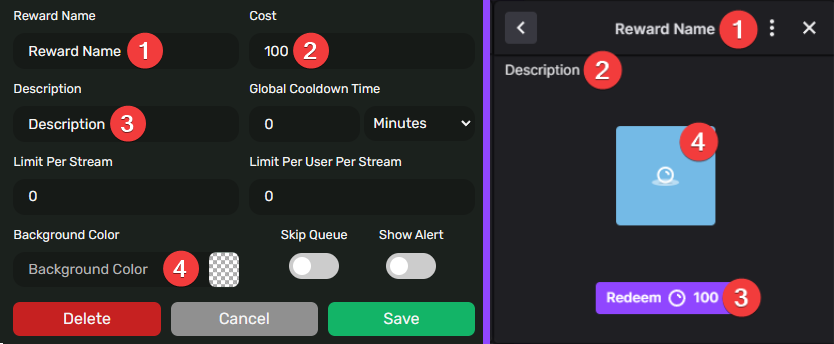 Reward Name Cost
Reward Name 1 100 2
Description Global Cooldown Time
Description 3 0 Minutes
Limit Per Stream Limit Per User Per Stream
0 0
Background Color Skip Queue Show Alert
Background Color 4
Delete Cancel Save
Reward Name 1
Description 2
4
Redeem 100 3